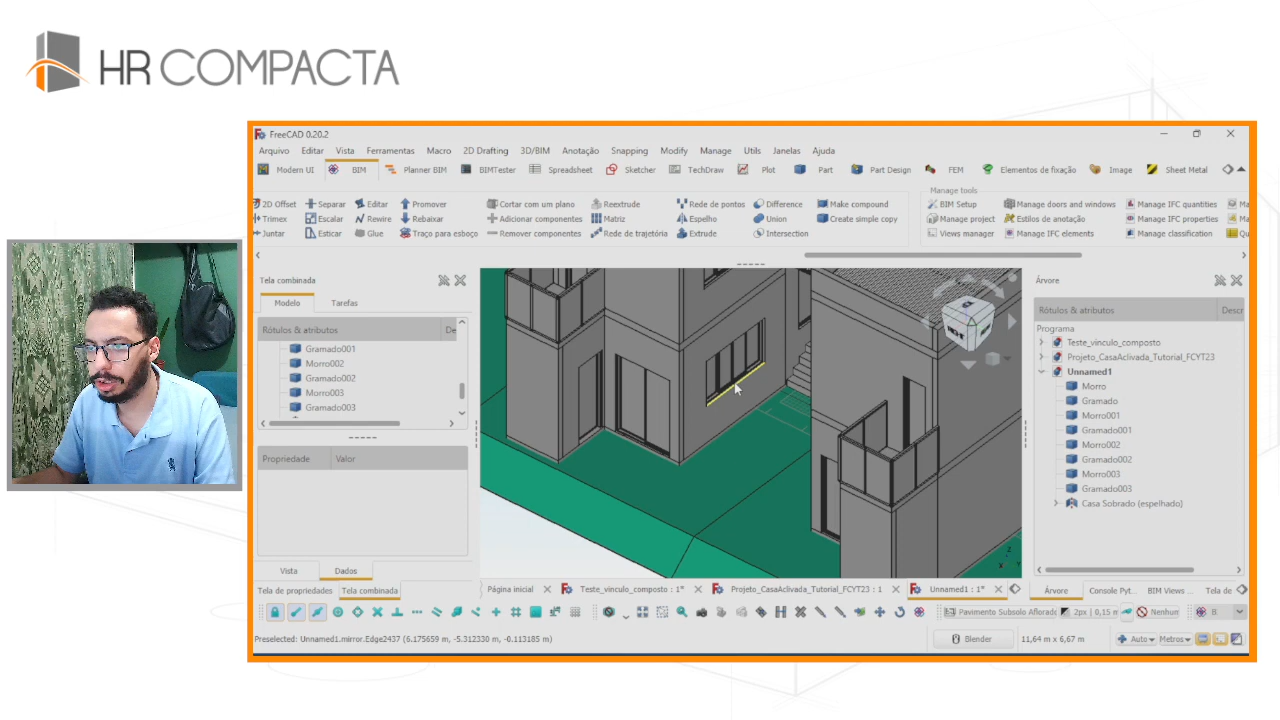 HR COMPACTA
FreeCAD 0.20.2
Arquivo Editar Vista Ferramentas Macro 2D Drafting 3D/BIM Anotação Snapping Modify Manage Utils Janelas Ajuda
Modern UI BIM Planner BIM BIMTester Spreadsheet Sketcher TechDraw Plot Part Part Design FEM Elementos de fixação Image Sheet Metal
Manage tools
2D Offset Separar Editar Promover Cortar com um plano Reextrude Rede de pontos Difference Make compound BIM Setup Manage doors and windows Manage IFC quantities Ma
Trimex Escalar Rewire Rebaixar Adicionar componentes Matriz Espelho Union Create simple copy Manage project Estilos de anotação Manage IFC properties Ma
Juntar Esticar Glue Traço para esboço Remover componentes Rede de trajetória Extrude Intersection Views manager Manage IFC elements Manage classification Qu
Tela combinada Árvore
Modelo Tarefas
Rótulos & atributos De
Gramado001
Morro002
Gramado002
Morro003
Gramado003
Propriedade Valor
Vista Dados
Tela de propriedades Tela combinada
Rótulos & atributos Descr
Programa
Teste_vinculo_composto
Projeto_CasaAclivada_Tutorial_FCYT23
Unnamed1
Morro
Gramado
Morro001
Gramado001
Morro002
Gramado002
Morro003
Gramado003
Casa Sobrado (espelhado)
Página inicial Teste_vinculo_composto : 1* Projeto_CasaAclivada_Tutorial_FCYT23 : 1 Unnamed1 : 1* Árvore Console Pyt... BIM Views ... Tela de
Pavimento Subsolo Aflorado 2px | 0,15 m Nenhum B
Preselected: Unnamed1.mirror.Edge2437 (6.175659 m, -5.312330 m, -0.113185 m) Blender 11,64 m x 6,67 m Auto Metros